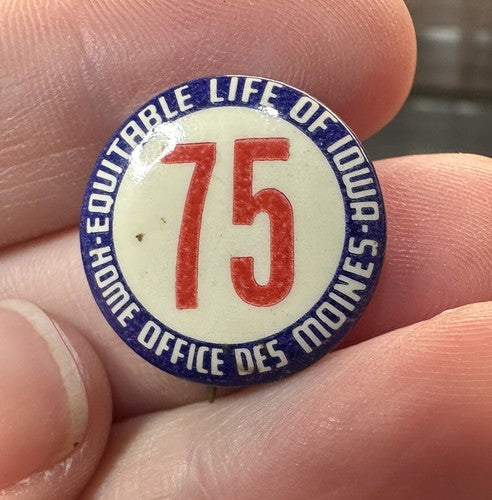 EQUITABLE LIFE OF IOWA·
75
HOME OFFICE DES MOINES·